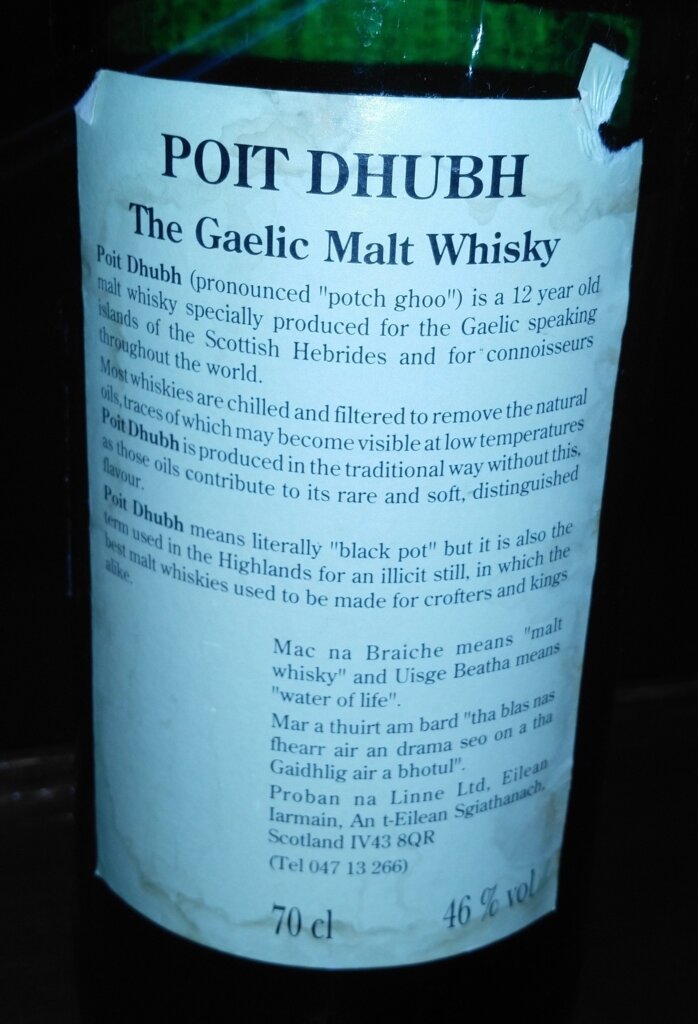 POIT DHUBH
The Gaelic Malt Whisky
Poit Dhubh (pronounced "potch ghoo") is a 12 year old
malt whisky specially produced for the Gaelic speaking
islands of the Scottish Hebrides and for connoisseurs
throughout the world.
Most whiskies are chilled and filtered to remove the natural
oils, traces of which may become visible at low temperatures
Poit Dhubh is produced in the traditional way without this,
as those oils contribute to its rare and soft, distinguished
flavour.
Poit Dhubh means literally "black pot" but it is also the
term used in the Highlands for an illicit still, in which the
best malt whiskies used to be made for crofters and kings
alike.
Mac na Braiche means "malt
whisky" and Uisge Beatha means
"water of life".
Mar a thuirt am bard "tha blas nas
fhearr air an drama seo on a tha
Gaidhlig air a bhotul".
Proban na Linne Ltd, Eilean
Iarmain, An t-Eilean Sgiathanach,
Scotland IV43 8QR
(Tel 047 13 266)
70 cl 46 % vol